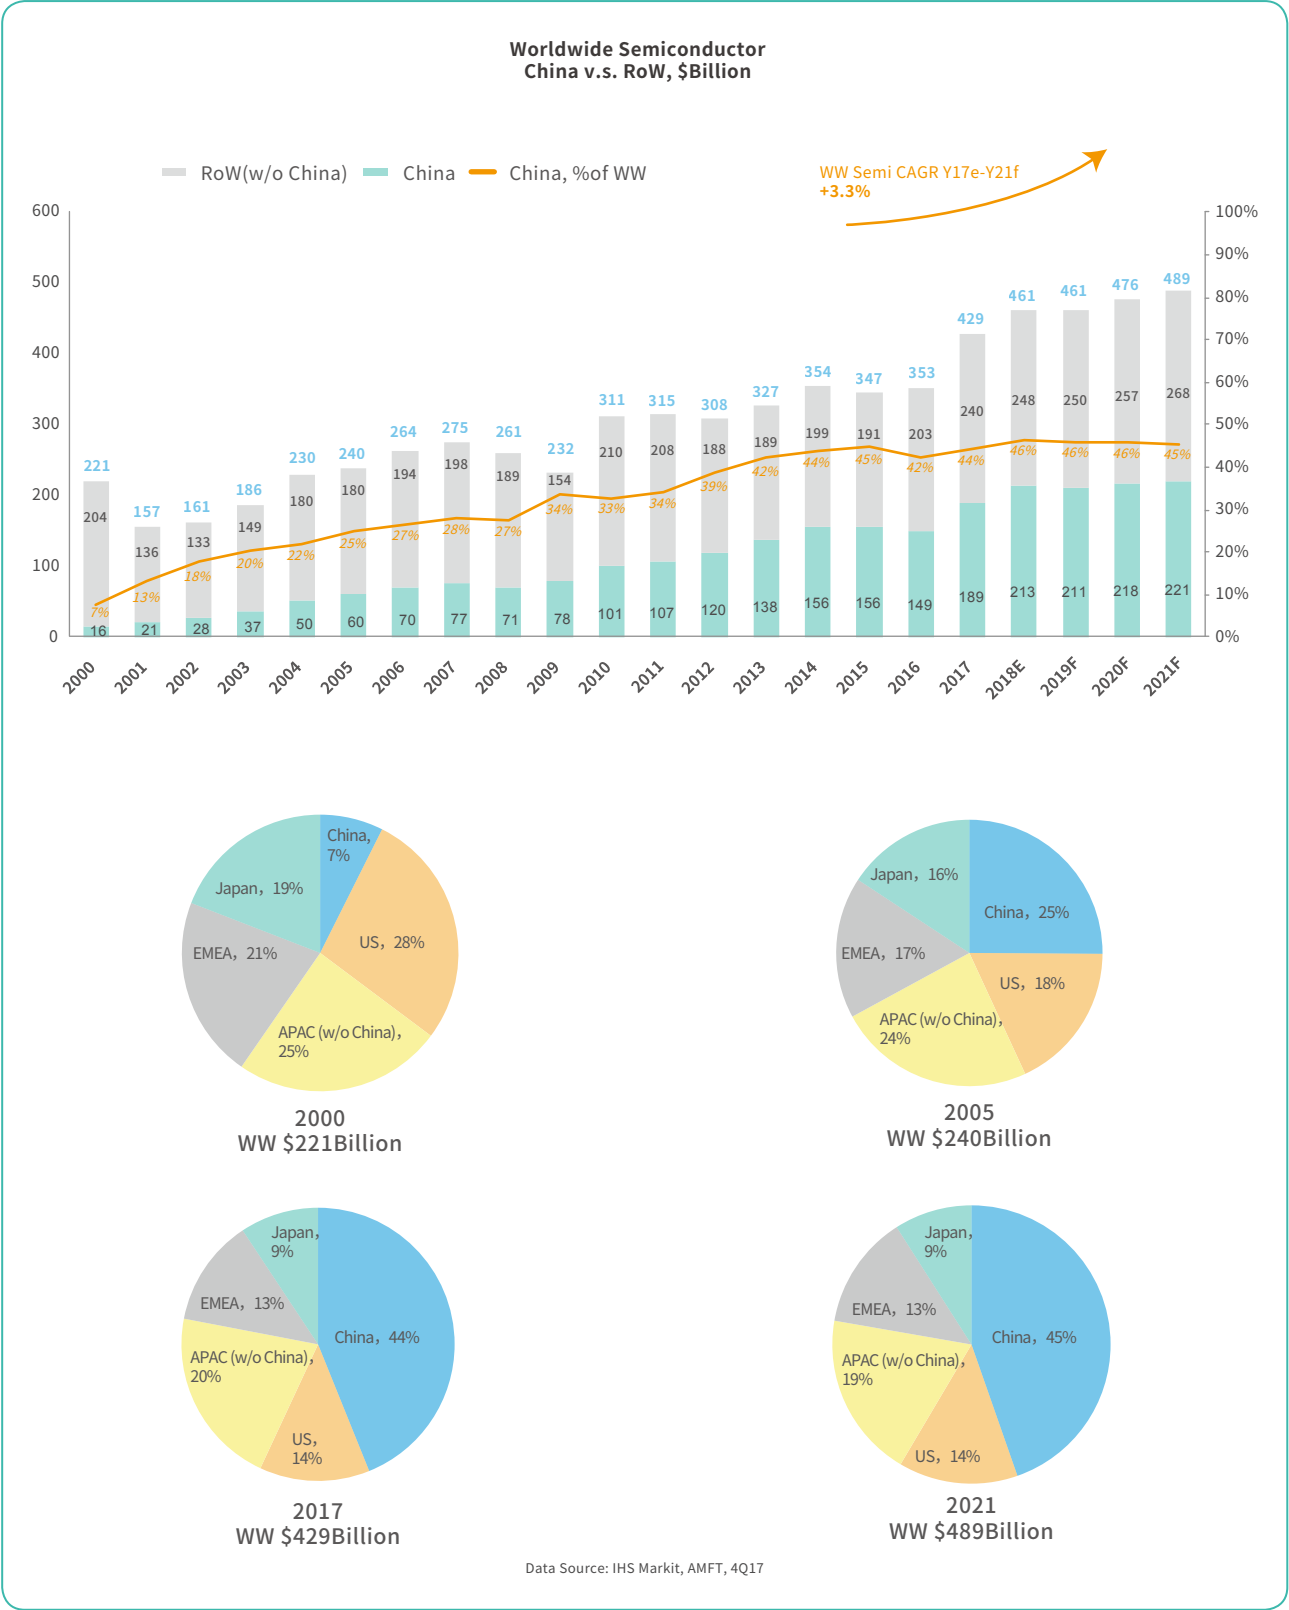 Worldwide Semiconductor
China v.s. RoW, $Billion
RoW(w/o China) China China, %of WW
WW Semi CAGR Y17e-Y21f
+3.3%
600
500
400
300
200
100
0
100%
90%
80%
70%
60%
50%
40%
30%
20%
10%
0%
221 157 161 186 230 240 264 275 261 232 311 315 308 327 354 347 353 429 461 461 476 489
204 136 133 149 180 180 194 198 189 154 210 208 188 189 199 191 203 240 248 250 257 268
7% 13% 18% 20% 22% 25% 27% 28% 27% 34% 33% 34% 39% 42% 44% 45% 42% 44% 46% 46% 46% 45%
16 21 28 37 50 60 70 77 71 78 101 107 120 138 156 156 149 189 213 211 218 221
2000 2001 2002 2003 2004 2005 2006 2007 2008 2009 2010 2011 2012 2013 2014 2015 2016 2017 2018E 2019F 2020F 2021F
China,
7%
US，28%
APAC (w/o China)，
25%
EMEA，21%
Japan，19%
2000
WW $221Billion
China，25%
US，18%
APAC (w/o China)，
24%
EMEA，17%
Japan，16%
2005
WW $240Billion
China，44%
US，
14%
APAC (w/o China)，
20%
EMEA，13%
Japan，
9%
2017
WW $429Billion
China，45%
US，14%
APAC (w/o China)，
19%
EMEA，13%
Japan，
9%
2021
WW $489Billion
Data Source: IHS Markit, AMFT, 4Q17